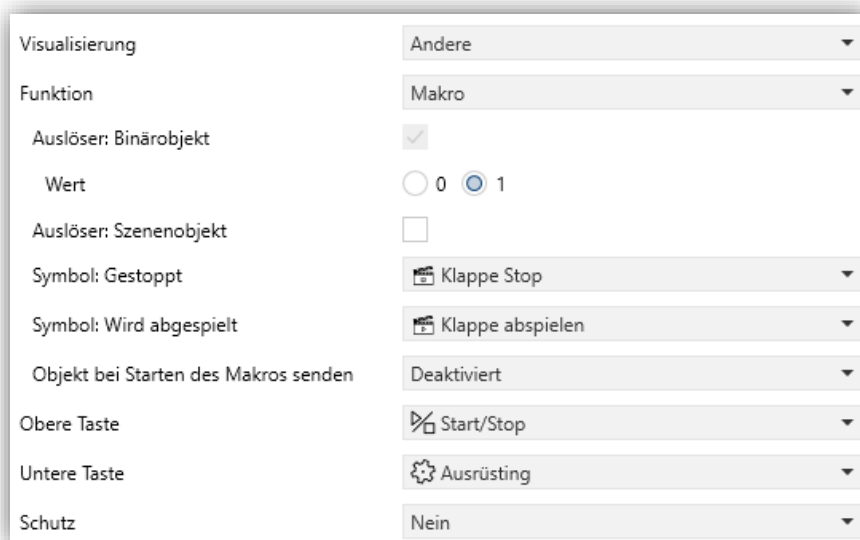 Visualisierung Andere
Funktion Makro
Auslöser: Binärobjekt
Wert 0 1
Auslöser: Szenenobjekt
Symbol: Gestoppt Klappe Stop
Symbol: Wird abgespielt Klappe abspielen
Objekt bei Starten des Makros senden Deaktiviert
Obere Taste Start/Stop
Untere Taste Ausrüsting
Schutz Nein